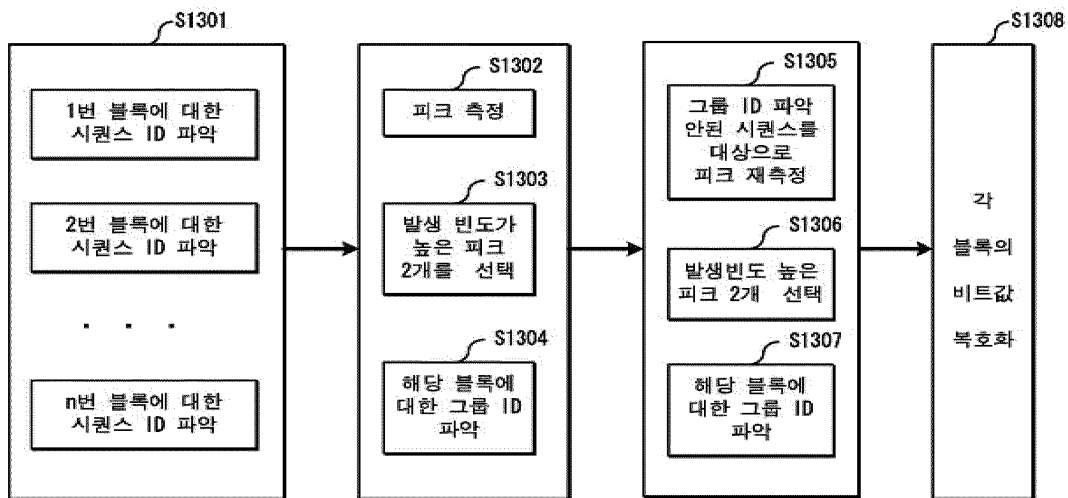 S1301
1번 블록에 대한
시퀀스 ID 파악
2번 블록에 대한
시퀀스 ID 파악
. . .
n번 블록에 대한
시퀀스 ID 파악
S1302
피크 측정
S1303
발생 빈도가
높은 피크
2개를 선택
S1304
해당 블록에
대한 그룹 ID
파악
S1305
그룹 ID 파악
안된 시퀀스를
대상으로
피크 재측정
S1306
발생빈도 높은
피크 2개 선택
S1307
해당 블록에
대한 그룹 ID
파악
S1308
각
블록의
비트값
복호화